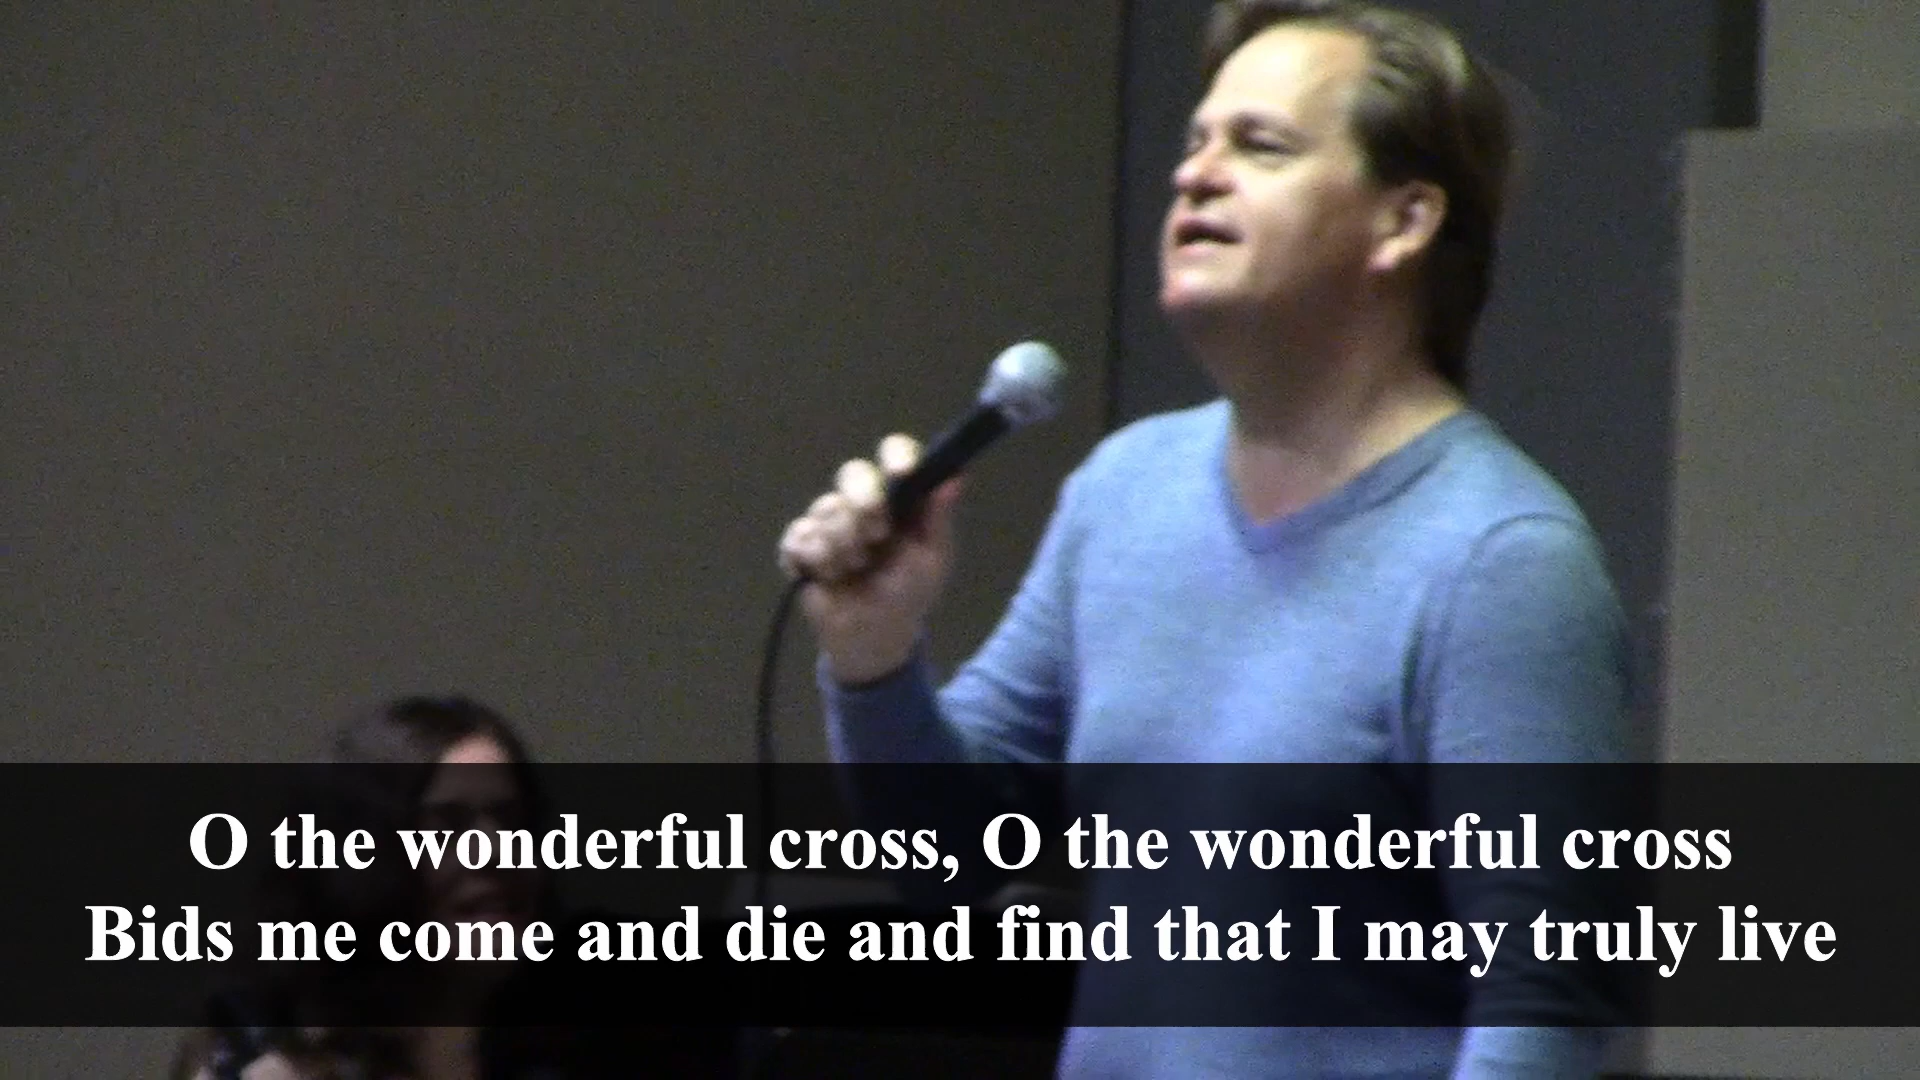 O the wonderful cross, O the wonderful cross
Bids me come and die and find that I may truly live